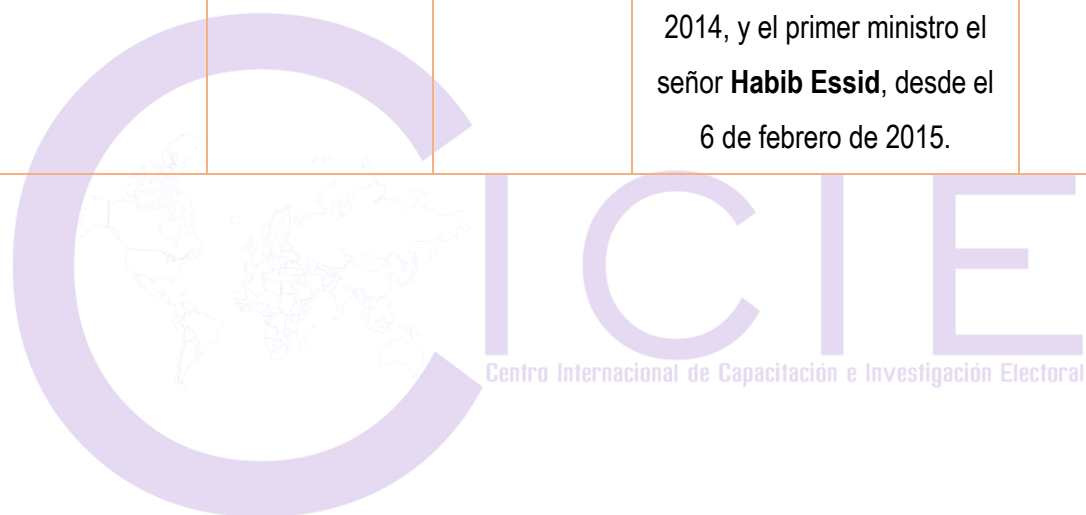 2014, y el primer ministro el
señor Habib Essid, desde el
6 de febrero de 2015.
CICIE
Centro Internacional de Capacitación e Investigación Electoral